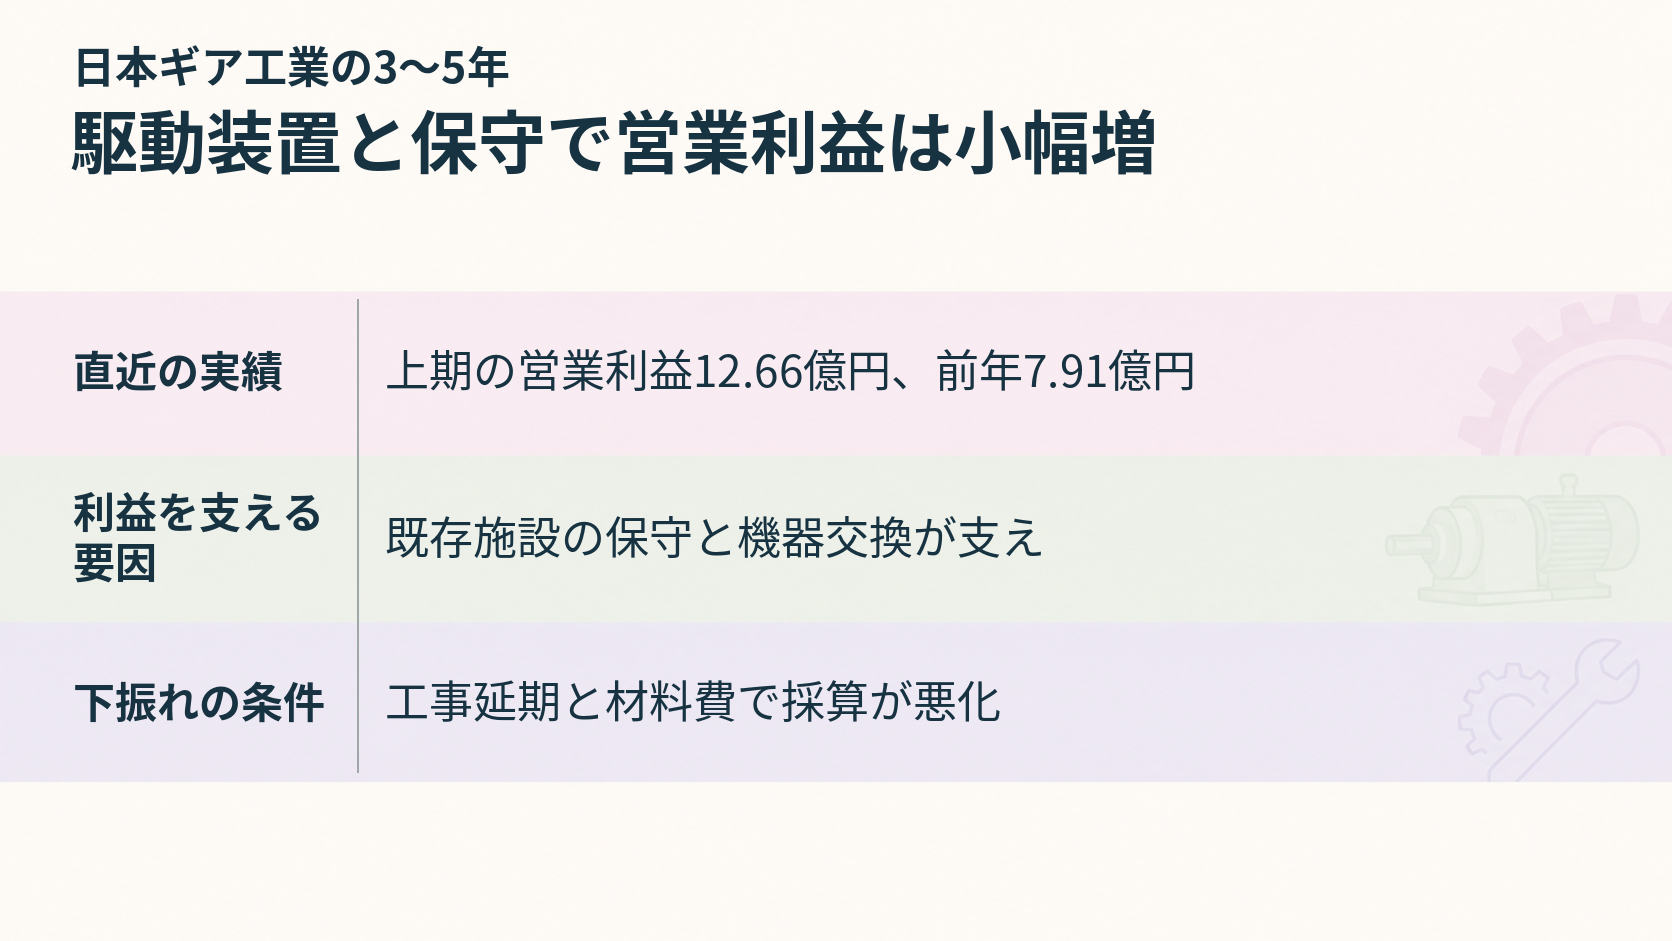 日本ギア工業の3〜5年
駆動装置と保守で営業利益は小幅増
直近の実績
上期の営業利益12.66億円、前年7.91億円
利益を支える
要因
既存施設の保守と機器交換が支え
下振れの条件
工事延期と材料費で採算が悪化